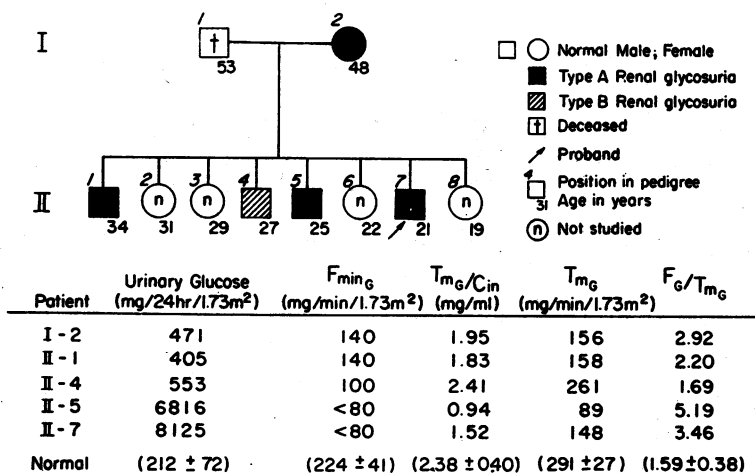 I
1
†
53
2
48
Normal Male; Female
Type A Renal glycosuria
Type B Renal glycosuria
† Deceased
Proband
4 Position in pedigree
31 Age in years
n Not studied
II
1 2 3 4 5 6 7 8
n n n n
34 31 29 27 25 22 21 19
Patient Urinary Glucose (mg/24hr/1.73m²) FminG (mg/min/1.73m²) TmG/Cin (mg/ml) TmG (mg/min/1.73m²) FG/TmG
I-2 471 140 1.95 156 2.92
II-1 405 140 1.83 158 2.20
II-4 553 100 2.41 261 1.69
II-5 6816 <80 0.94 89 5.19
II-7 8125 <80 1.52 148 3.46
Normal (212 ± 72) (224 ±41) (2.38 ±0.40) (291 ±27) (1.59±0.38)